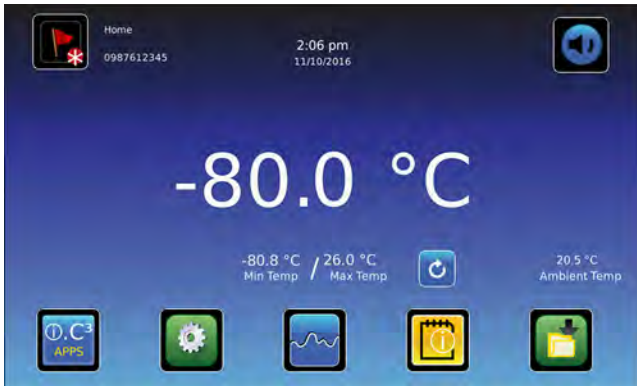 Home
0987612345
2:06 pm
11/10/2016
-80.0 °C
-80.8 °C / 26.0 °C
Min Temp Max Temp
20.5 °C
Ambient Temp
i.C³
APPS
i